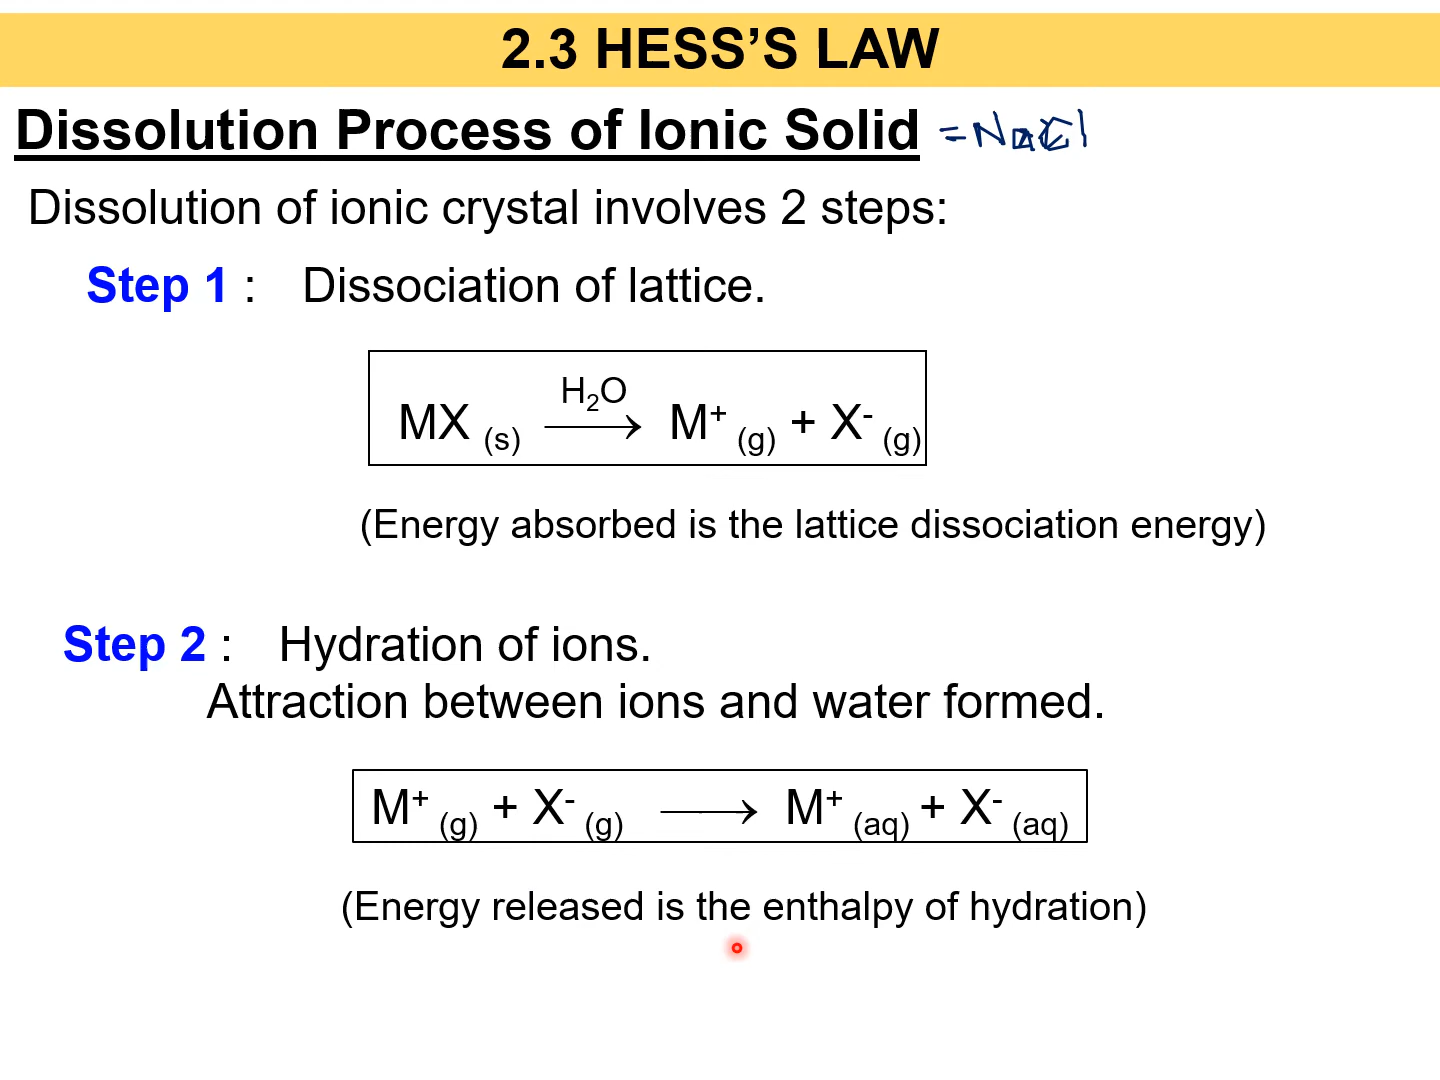 2.3 HESS’S LAW
Dissolution Process of Ionic Solid = NaCl
Dissolution of ionic crystal involves 2 steps:
Step 1 : Dissociation of lattice.
H₂O
MX (s) ⟶ M⁺ (g) + X⁻ (g)
(Energy absorbed is the lattice dissociation energy)
Step 2 : Hydration of ions.
Attraction between ions and water formed.
M⁺ (g) + X⁻ (g) ⟶ M⁺ (aq) + X⁻ (aq)
(Energy released is the enthalpy of hydration)